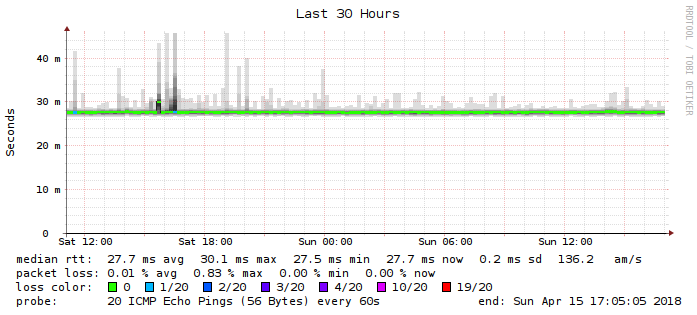 Last 30 Hours
RRDTOOL / TOBI OETIKER
Seconds
40 m
30 m
20 m
10 m
0
Sat 12:00 Sat 18:00 Sun 00:00 Sun 06:00 Sun 12:00
median rtt: 27.7 ms avg 30.1 ms max 27.5 ms min 27.7 ms now 0.2 ms sd 136.2 am/s
packet loss: 0.01 % avg 0.83 % max 0.00 % min 0.00 % now
loss color: 0 1/20 2/20 3/20 4/20 10/20 19/20
probe: 20 ICMP Echo Pings (56 Bytes) every 60s end: Sun Apr 15 17:05:05 2018